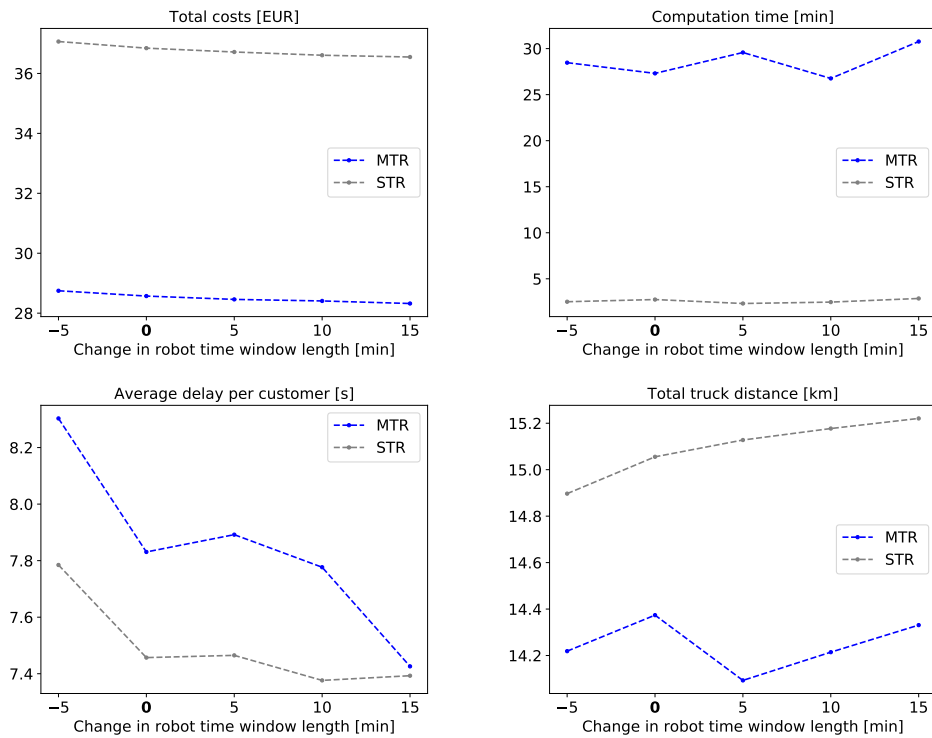 Total costs [EUR]
36
34
32
30
28
MTR
STR
−5 0 5 10 15
Change in robot time window length [min]
Computation time [min]
30
25
20
15
10
5
MTR
STR
−5 0 5 10 15
Change in robot time window length [min]
Average delay per customer [s]
8.2
8.0
7.8
7.6
7.4
MTR
STR
−5 0 5 10 15
Change in robot time window length [min]
Total truck distance [km]
15.2
15.0
14.8
14.6
14.4
14.2
MTR
STR
−5 0 5 10 15
Change in robot time window length [min]